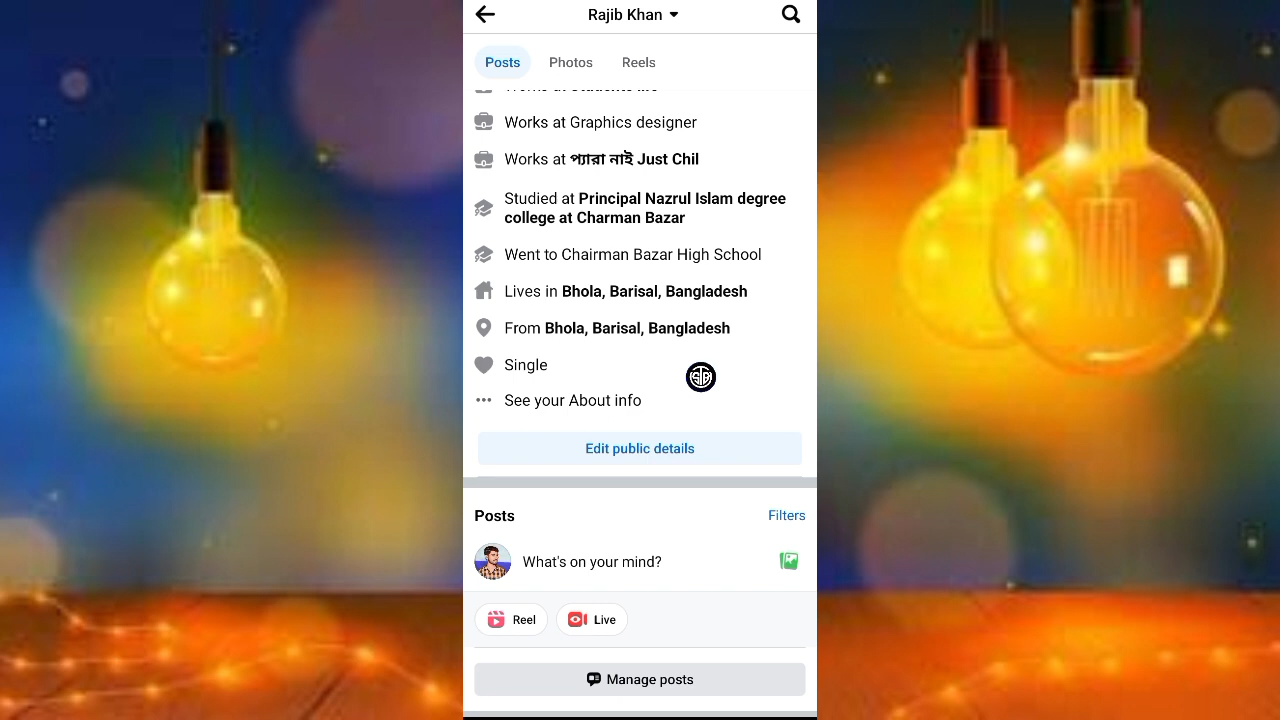 Rajib Khan
Posts
Photos
Reels
Works at Graphics designer
Works at প্যারা নাই Just Chil
Studied at Principal Nazrul Islam degree
college at Charman Bazar
Went to Chairman Bazar High School
Lives in Bhola, Barisal, Bangladesh
From Bhola, Barisal, Bangladesh
Single
See your About info
Edit public details
Posts
Filters
What's on your mind?
Reel
Live
Manage posts